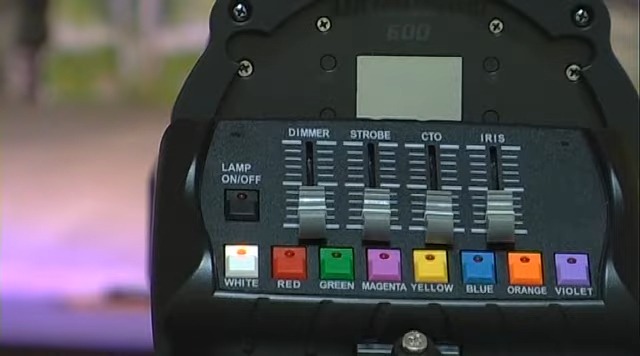 600
DIMMER STROBE CTO IRIS
LAMP
ON/OFF
WHITE RED GREEN MAGENTA YELLOW BLUE ORANGE VIOLET